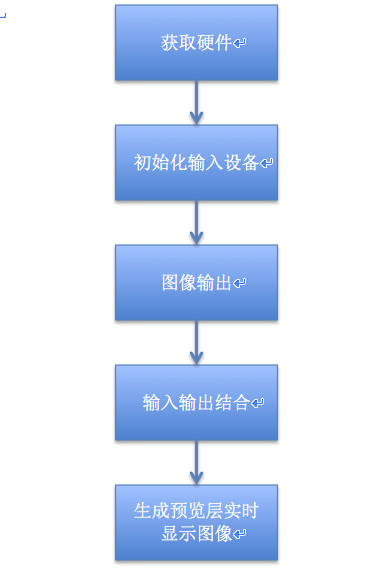 获取硬件
初始化输入设备
图像输出
输入输出结合
生成预览层实时
显示图像